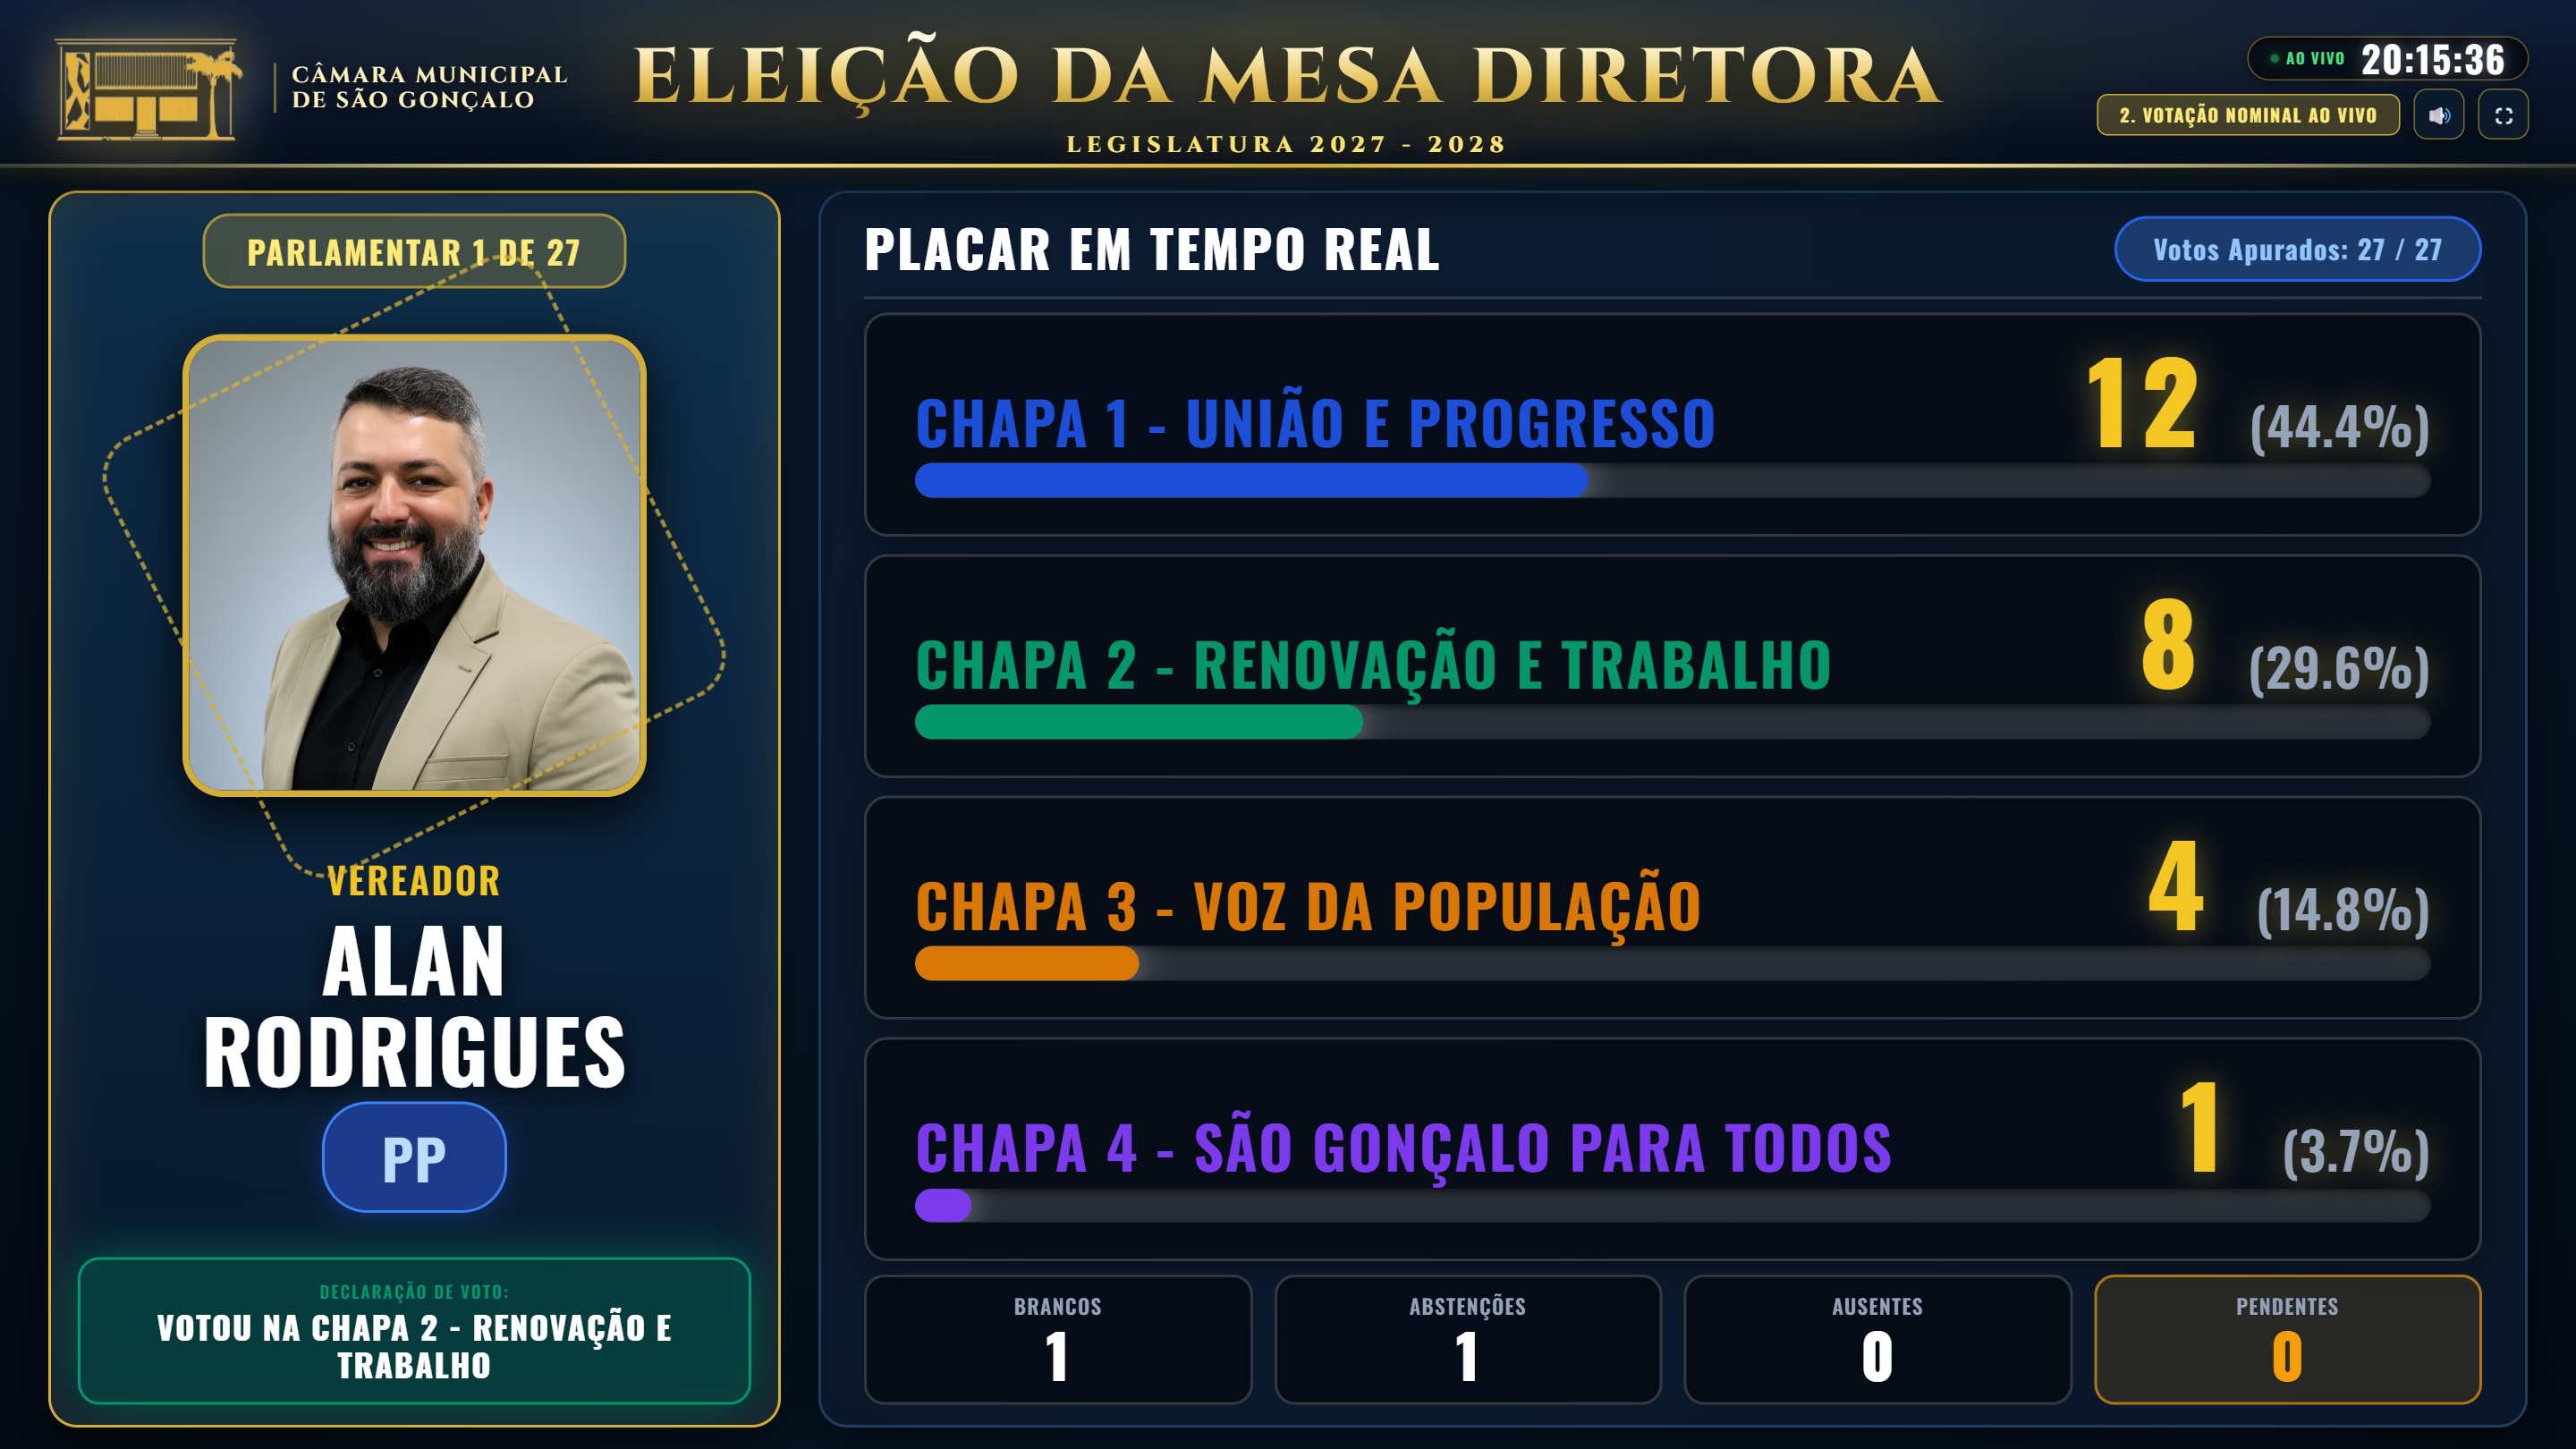 CÂMARA MUNICIPAL
DE SÃO GONÇALO
ELEIÇÃO DA MESA DIRETORA
LEGISLATURA 2027 - 2028
AO VIVO 20:15:36
2. VOTAÇÃO NOMINAL AO VIVO
PARLAMENTAR 1 DE 27
VEREADOR
ALAN
RODRIGUES
PP
DECLARAÇÃO DE VOTO:
VOTOU NA CHAPA 2 - RENOVAÇÃO E
TRABALHO
PLACAR EM TEMPO REAL
Votos Apurados: 27 / 27
CHAPA 1 - UNIÃO E PROGRESSO 12 (44.4%)
CHAPA 2 - RENOVAÇÃO E TRABALHO 8 (29.6%)
CHAPA 3 - VOZ DA POPULAÇÃO 4 (14.8%)
CHAPA 4 - SÃO GONÇALO PARA TODOS 1 (3.7%)
BRANCOS
1
ABSTENÇÕES
1
AUSENTES
0
PENDENTES
0